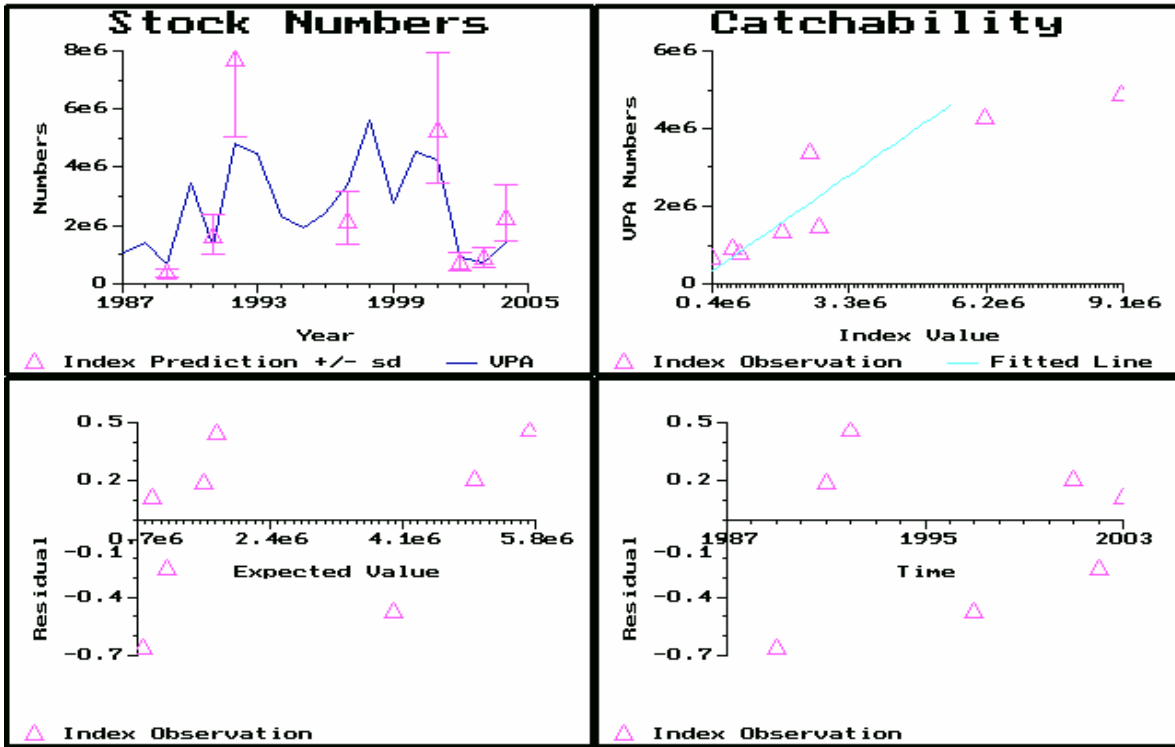 Stock Numbers
8e6
6e6
4e6
2e6
0
Numbers
1987 1993 1999 2005
Year
Index Prediction +/- sd VPA
Catchability
6e6
4e6
2e6
0
VPA Numbers
0.4e6 3.3e6 6.2e6 9.1e6
Index Value
Index Observation Fitted Line
0.5
0.2
-0.1
-0.4
-0.7
Residual
0.7e6 2.4e6 4.1e6 5.8e6
Expected Value
Index Observation
0.5
0.2
-0.1
-0.4
-0.7
Residual
1987 1995 2003
Time
Index Observation